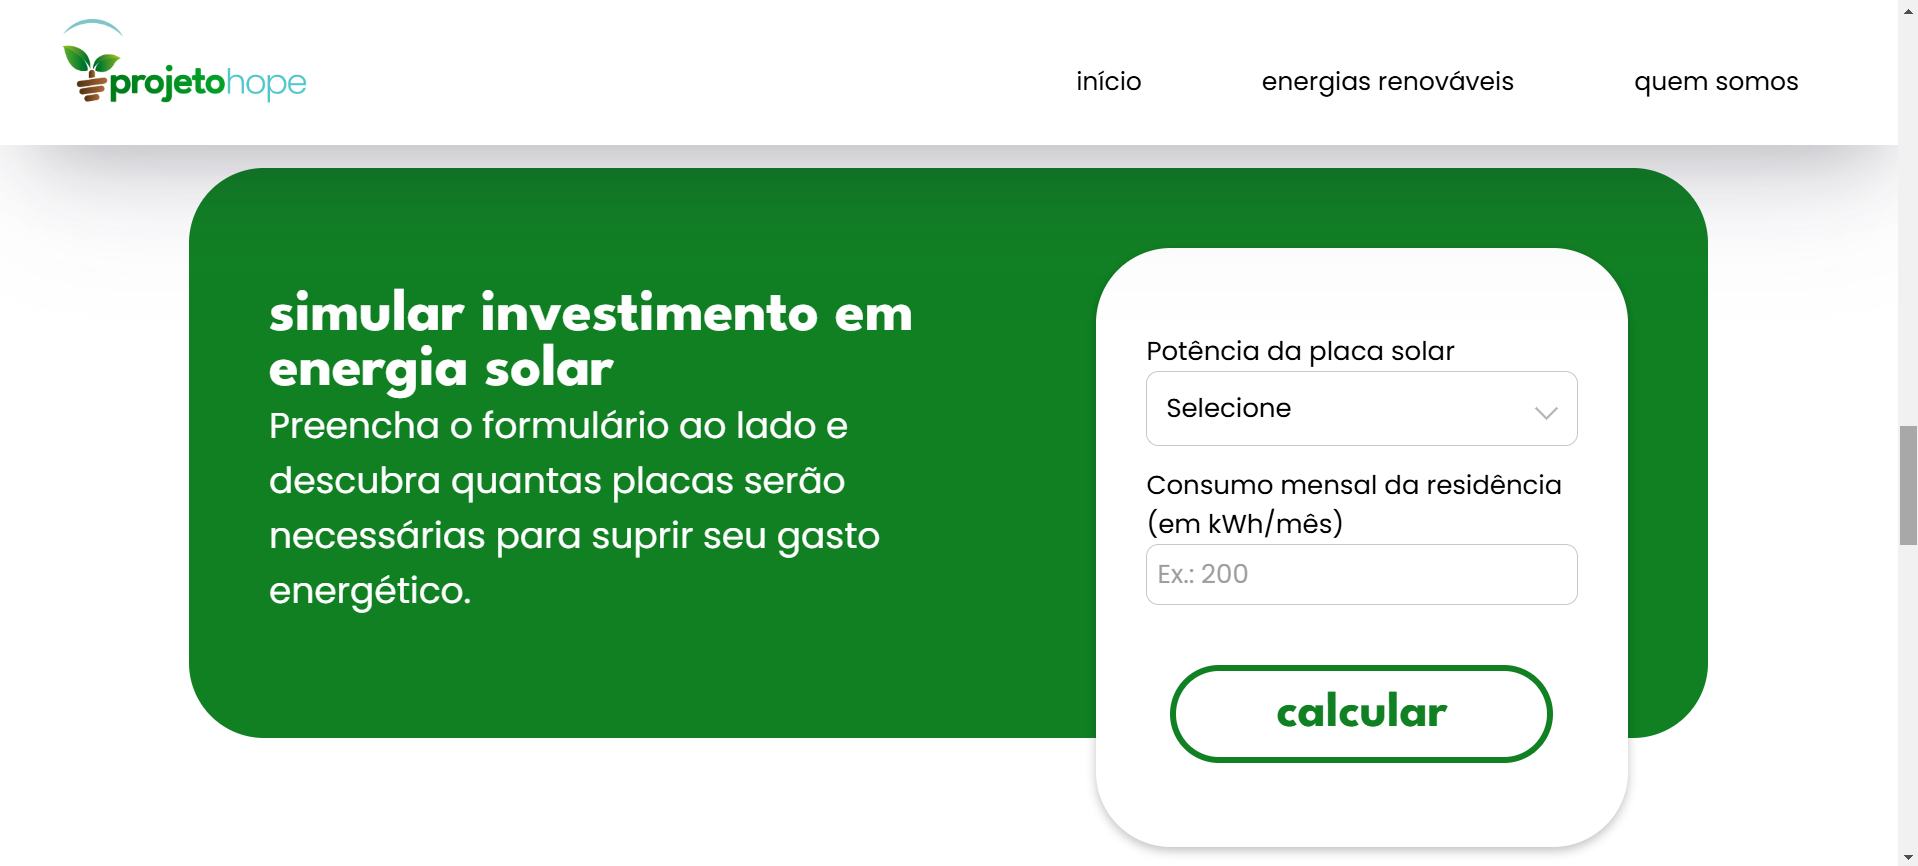 projetohope
início
energias renováveis
quem somos
simular investimento em
energia solar
Preencha o formulário ao lado e
descubra quantas placas serão
necessárias para suprir seu gasto
energético.
Potência da placa solar
Selecione
Consumo mensal da residência
(em kWh/mês)
Ex.: 200
calcular